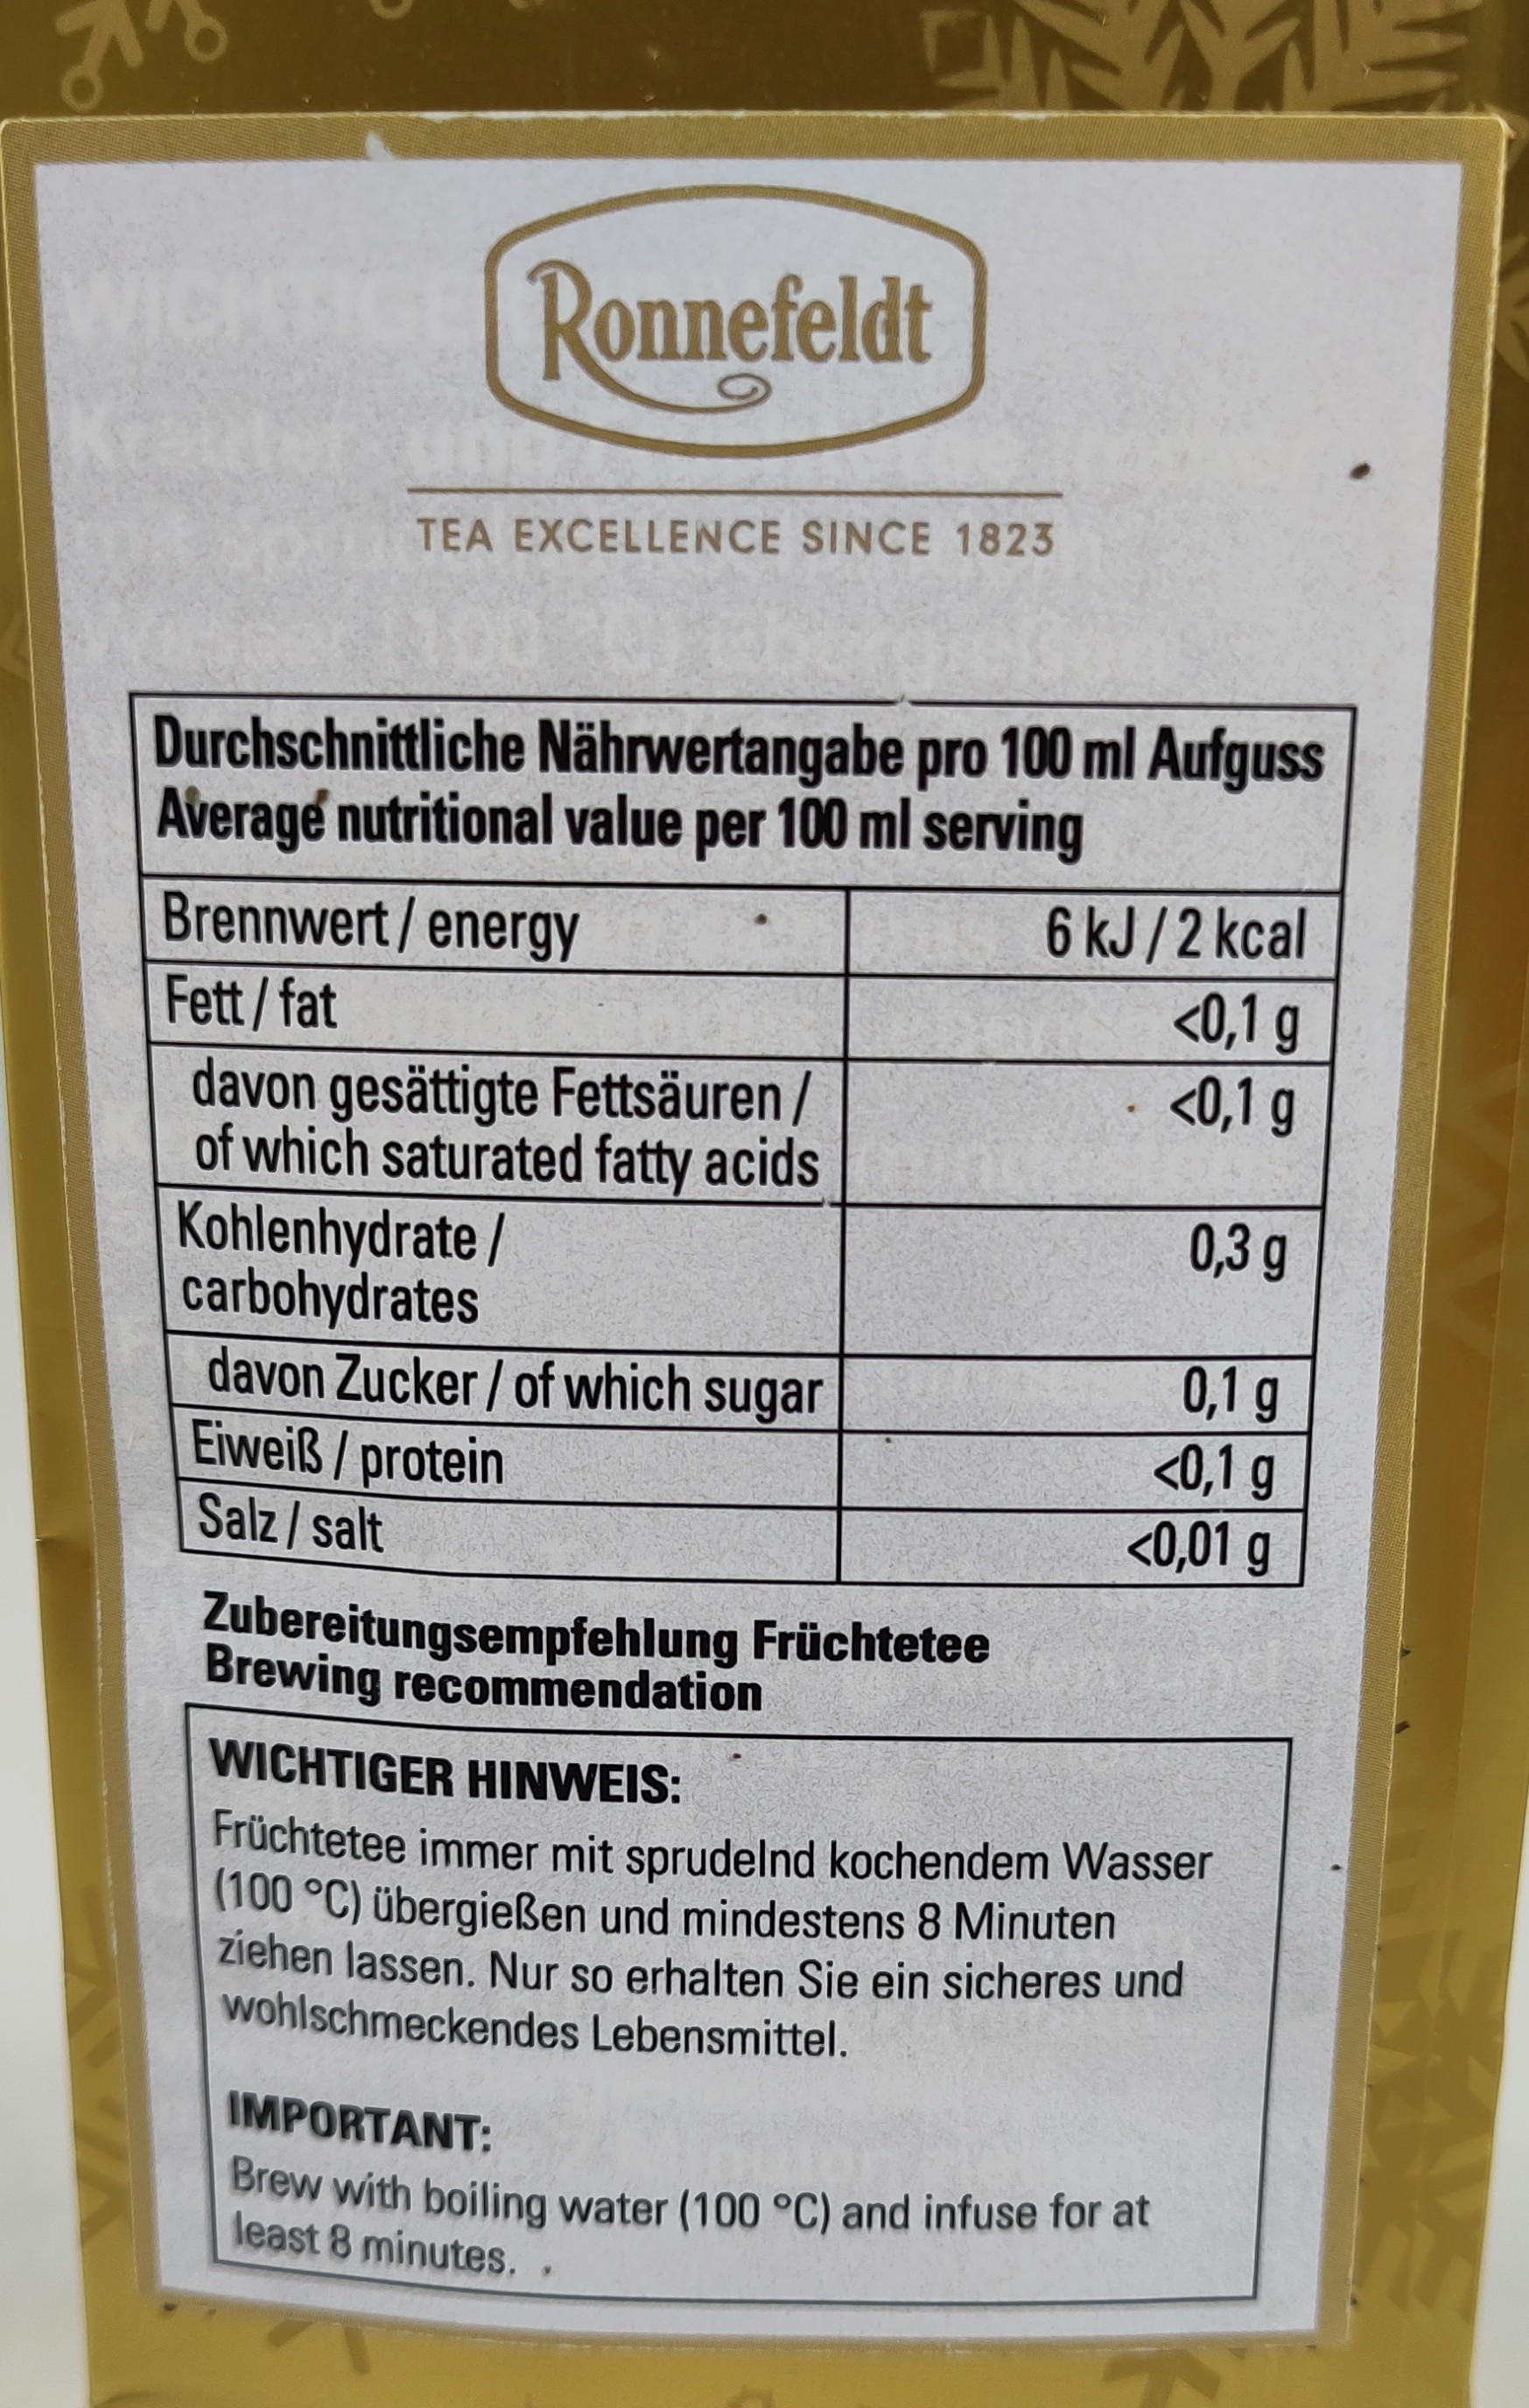 Ronnefeldt
TEA EXCELLENCE SINCE 1823
Durchschnittliche Nährwertangabe pro 100 ml Aufguss
Average nutritional value per 100 ml serving
Brennwert / energy 6 kJ / 2 kcal
Fett / fat <0,1 g
davon gesättigte Fettsäuren / <0,1 g
of which saturated fatty acids
Kohlenhydrate / 0,3 g
carbohydrates
davon Zucker / of which sugar 0,1 g
Eiweiß / protein <0,1 g
Salz / salt <0,01 g
Zubereitungsempfehlung Früchtetee
Brewing recommendation
WICHTIGER HINWEIS:
Früchtetee immer mit sprudelnd kochendem Wasser
(100 °C) übergießen und mindestens 8 Minuten
ziehen lassen. Nur so erhalten Sie ein sicheres und
wohlschmeckendes Lebensmittel.
IMPORTANT:
Brew with boiling water (100 °C) and infuse for at
least 8 minutes.